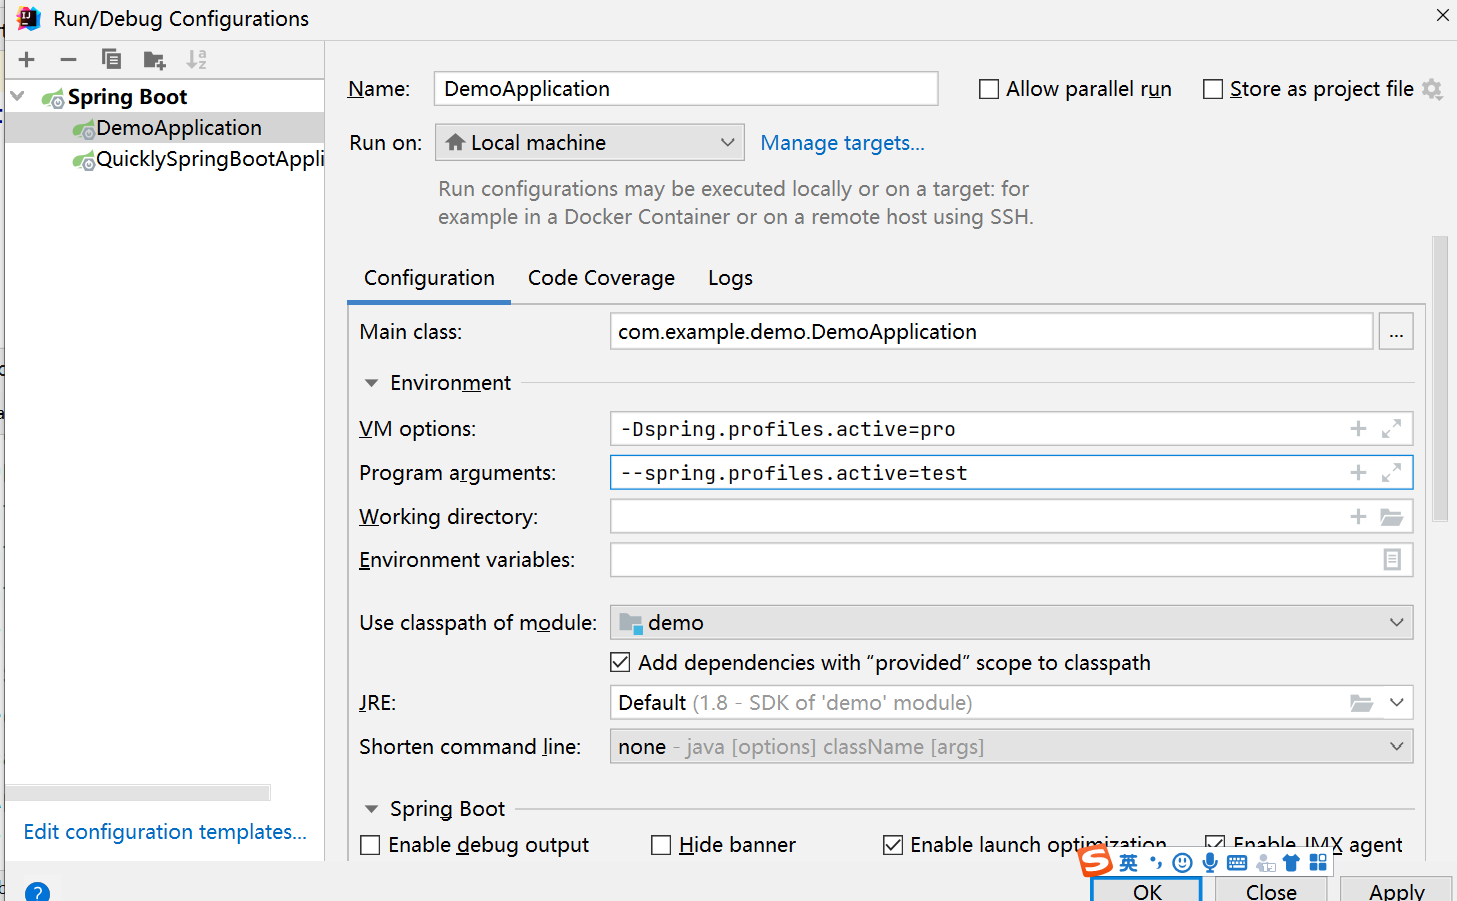 Run/Debug Configurations
Spring Boot
DemoApplication
QuicklySpringBootAppli
Edit configuration templates...
Name: DemoApplication Allow parallel run Store as project file
Run on: Local machine Manage targets...
Run configurations may be executed locally or on a target: for
example in a Docker Container or on a remote host using SSH.
Configuration Code Coverage Logs
Main class: com.example.demo.DemoApplication ...
Environment
VM options: -Dspring.profiles.active=pro
Program arguments: --spring.profiles.active=test
Working directory:
Environment variables:
Use classpath of module: demo
Add dependencies with “provided” scope to classpath
JRE: Default (1.8 - SDK of 'demo' module)
Shorten command line: none - java [options] className [args]
Spring Boot
Enable debug output Hide banner Enable launch optimization Enable JMX agent
英
? OK Close Apply